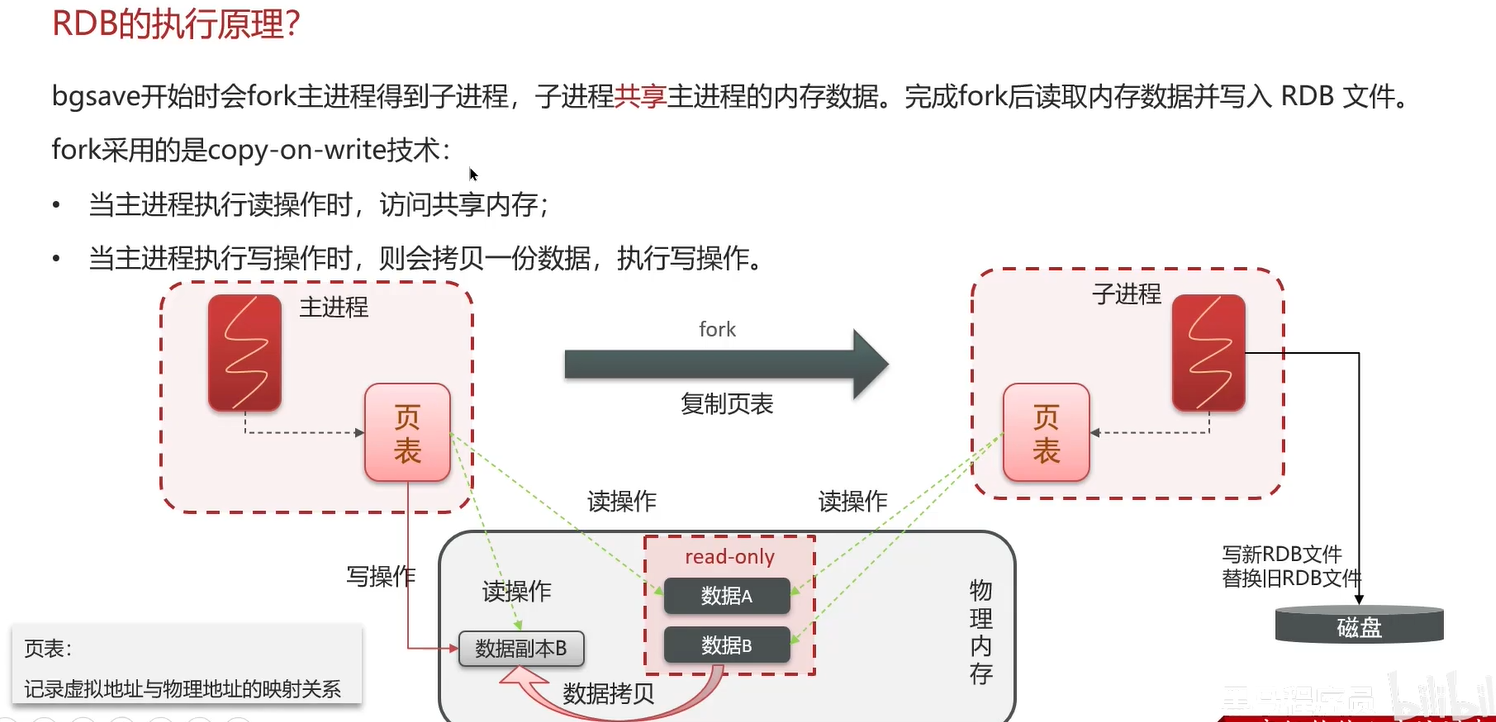 RDB的执行原理?
bgsave开始时会fork主进程得到子进程，子进程共享主进程的内存数据。完成fork后读取内存数据并写入 RDB 文件。
fork采用的是copy-on-write技术：
• 当主进程执行读操作时，访问共享内存；
• 当主进程执行写操作时，则会拷贝一份数据，执行写操作。
主进程
子进程
fork
复制页表
页
表
页
表
读操作
读操作
写操作
读操作
read-only
数据A
数据B
数据副本B
数据拷贝
物
理
内
存
写新RDB文件
替换旧RDB文件
磁盘
页表：
记录虚拟地址与物理地址的映射关系
bilibili